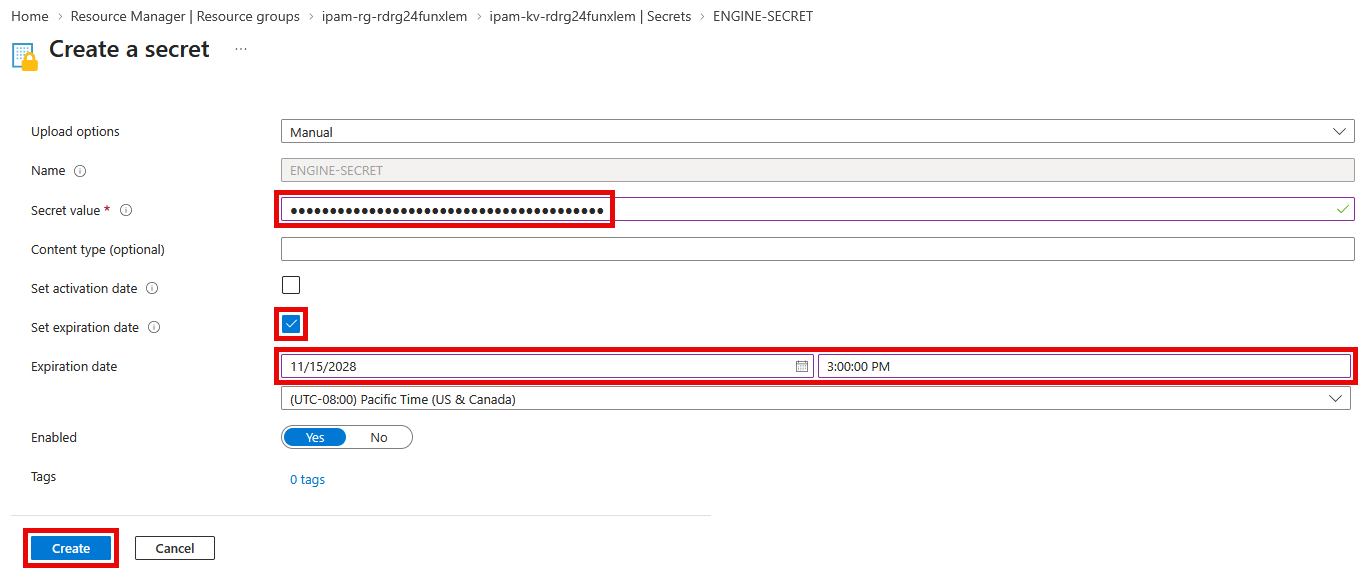 Home > Resource Manager | Resource groups > ipam-rg-rdrg24funxlem > ipam-kv-rdrg24funxlem | Secrets > ENGINE-SECRET
Create a secret ...
Upload options Manual
Name ENGINE-SECRET
Secret value * ••••••••••••••••••••••••••••••••••••••••
Content type (optional)
Set activation date
Set expiration date
Expiration date 11/15/2028 3:00:00 PM
(UTC-08:00) Pacific Time (US & Canada)
Enabled Yes No
Tags 0 tags
Create Cancel